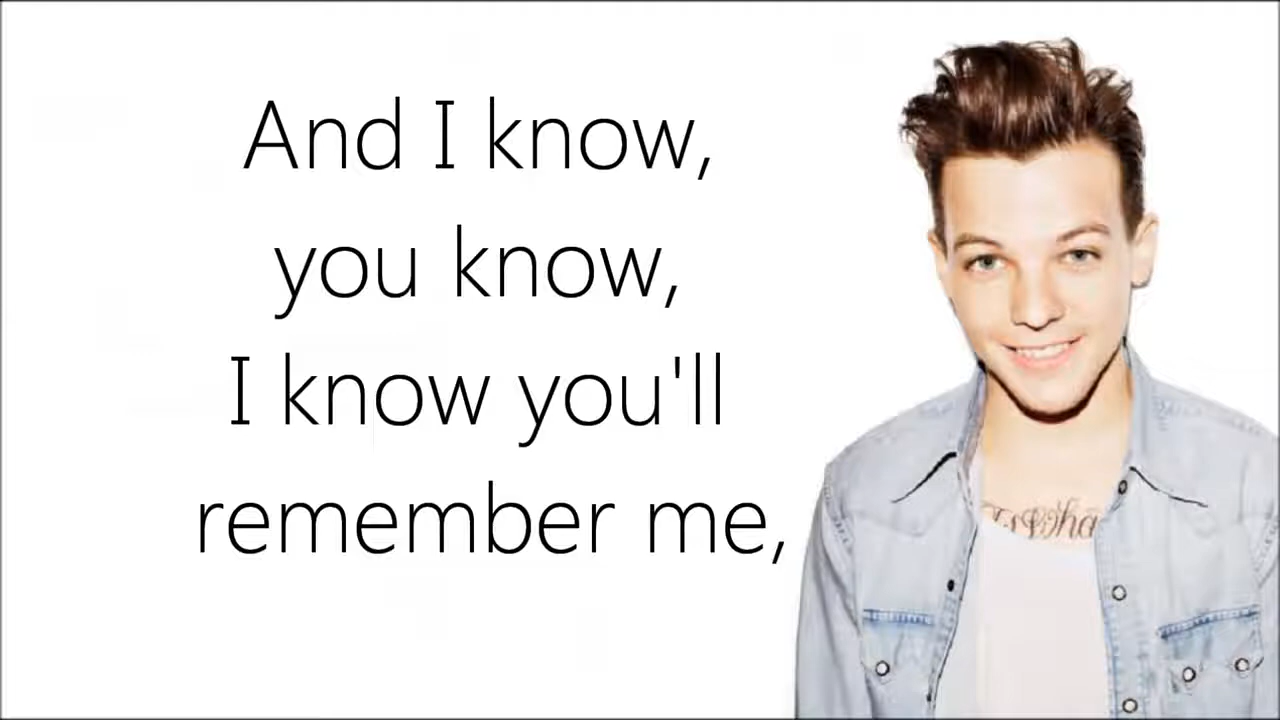 And I know,
you know,
I know you'll
remember me,